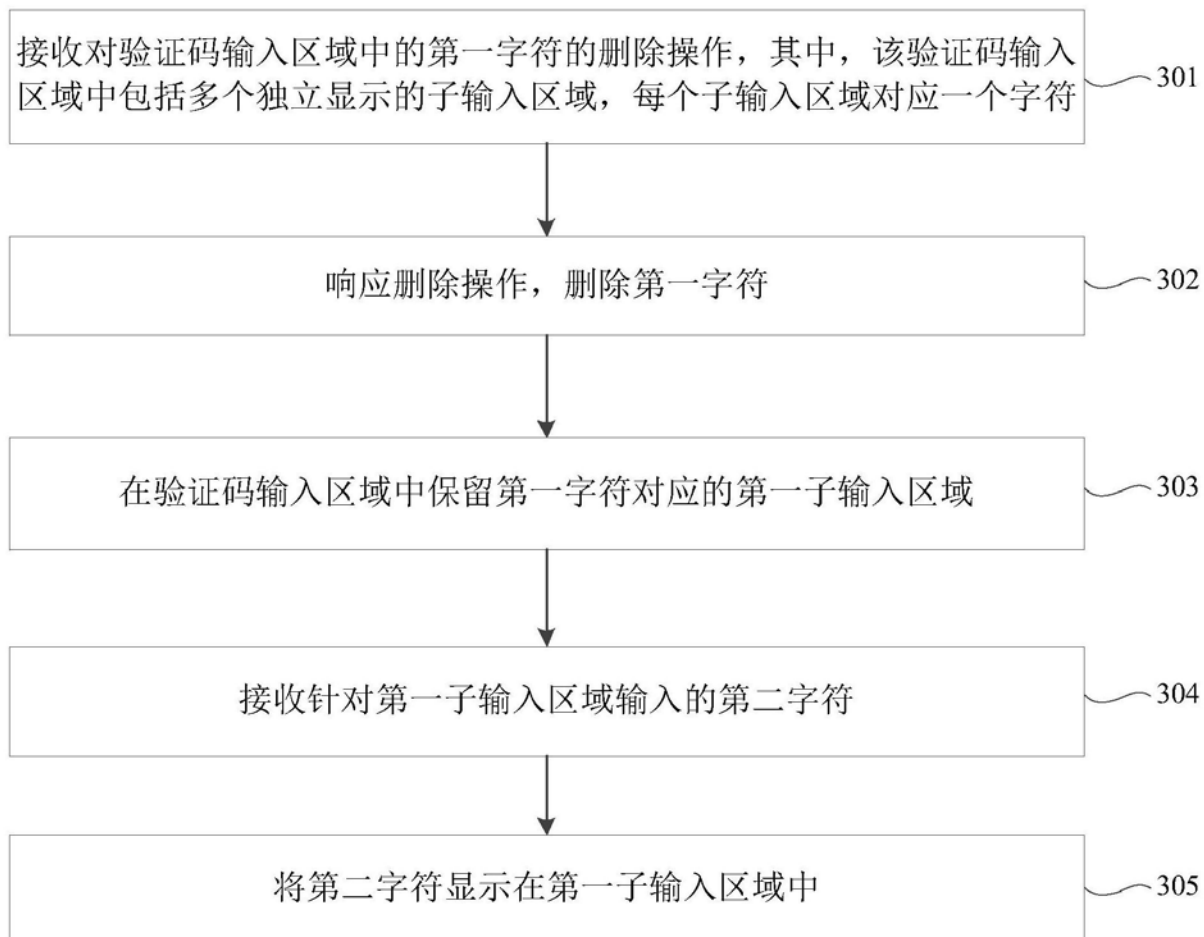 接收对验证码输入区域中的第一字符的删除操作，其中，该验证码输入
区域中包括多个独立显示的子输入区域，每个子输入区域对应一个字符
301
响应删除操作，删除第一字符
302
在验证码输入区域中保留第一字符对应的第一子输入区域
303
接收针对第一子输入区域输入的第二字符
304
将第二字符显示在第一子输入区域中
305